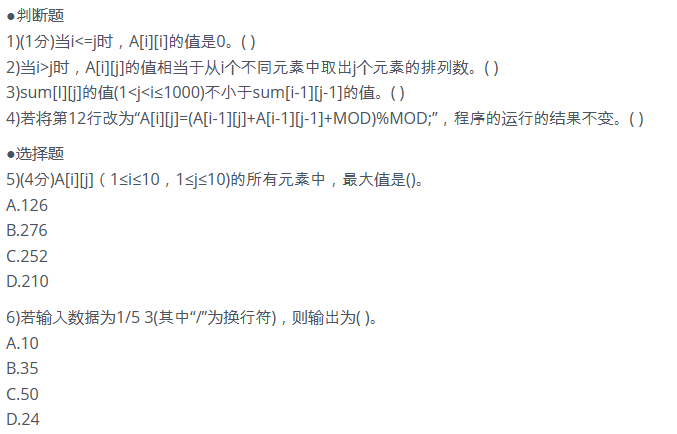 ●判断题
1)(1分)当i<=j时，A[i][i]的值是0。( )
2)当i>j时，A[i][j]的值相当于从i个不同元素中取出j个元素的排列数。( )
3)sum[l][j]的值(1<j<i≤1000)不小于sum[i-1][j-1]的值。( )
4)若将第12行改为“A[i][j]=(A[i-1][j]+A[i-1][j-1]+MOD)%MOD;”，程序的运行的结果不变。( )
●选择题
5)(4分)A[i][j]（1≤i≤10，1≤j≤10)的所有元素中，最大值是()。
A.126
B.276
C.252
D.210
6)若输入数据为1/5 3(其中“/”为换行符)，则输出为( )。
A.10
B.35
C.50
D.24